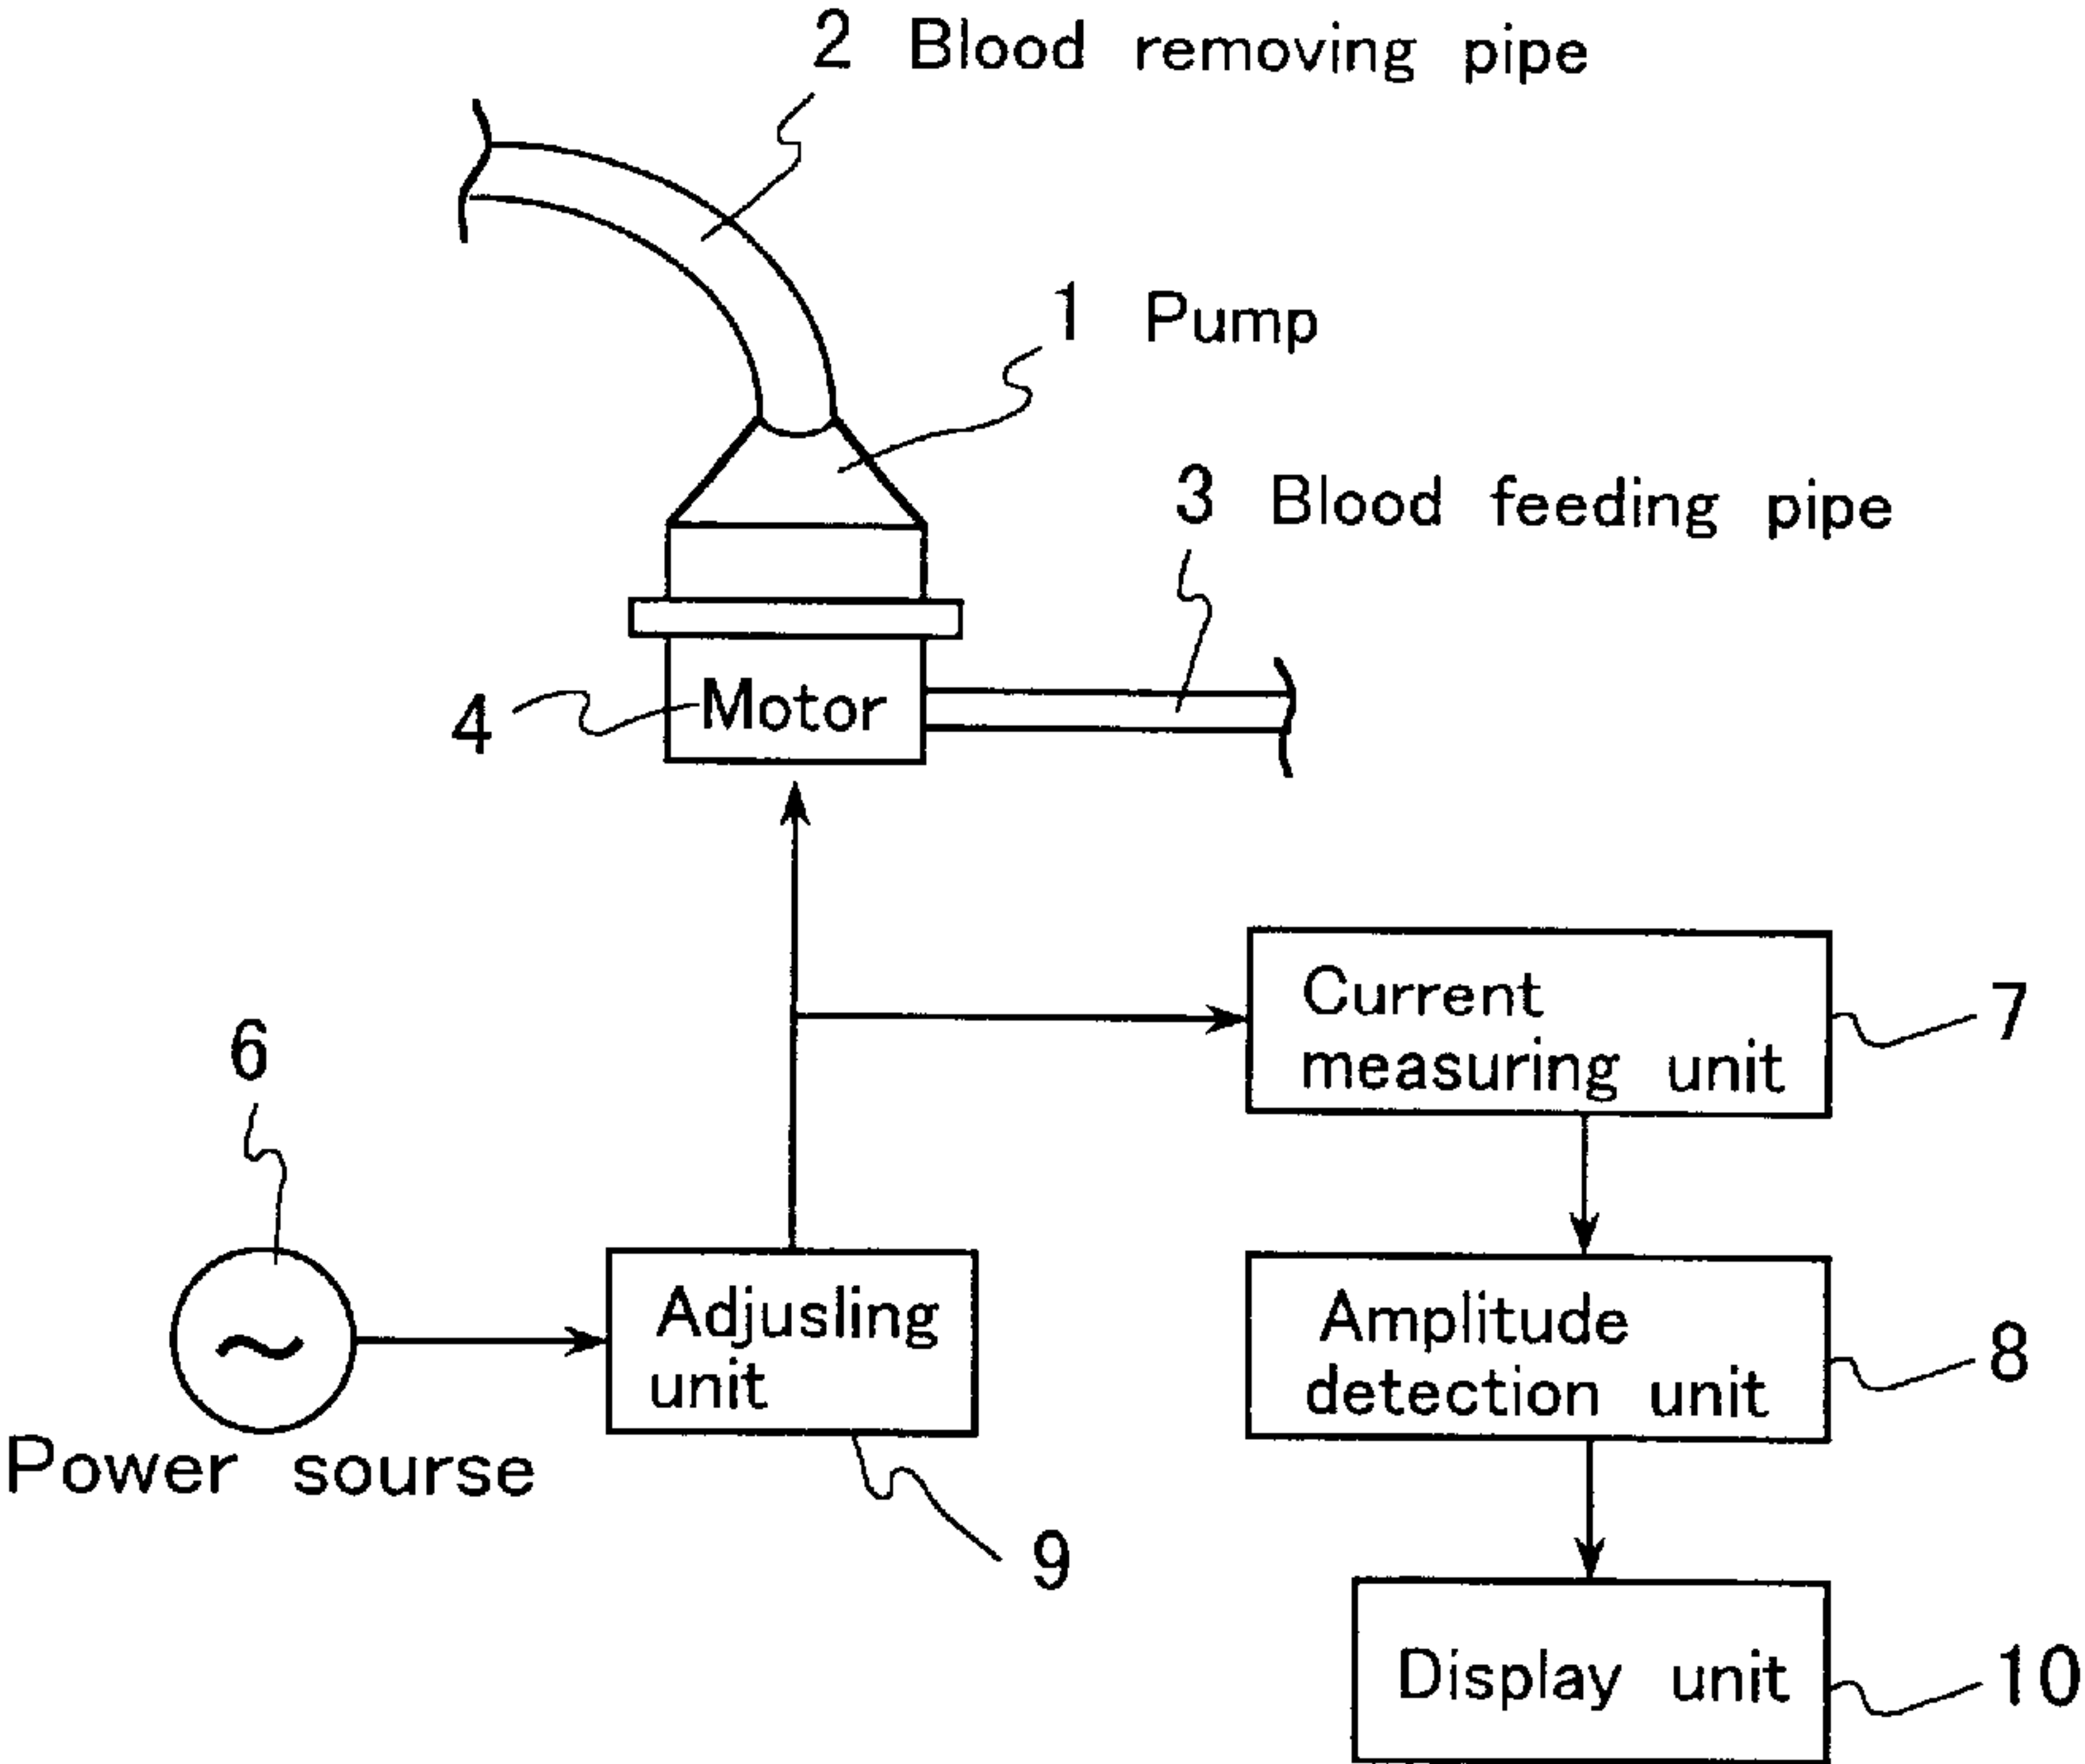 2 Blood removing pipe
1 Pump
3 Blood feeding pipe
4
Motor
Current
measuring unit
7
6
Power sourse
Adjusling
unit
9
Amplitude
detection unit
8
Display unit
10